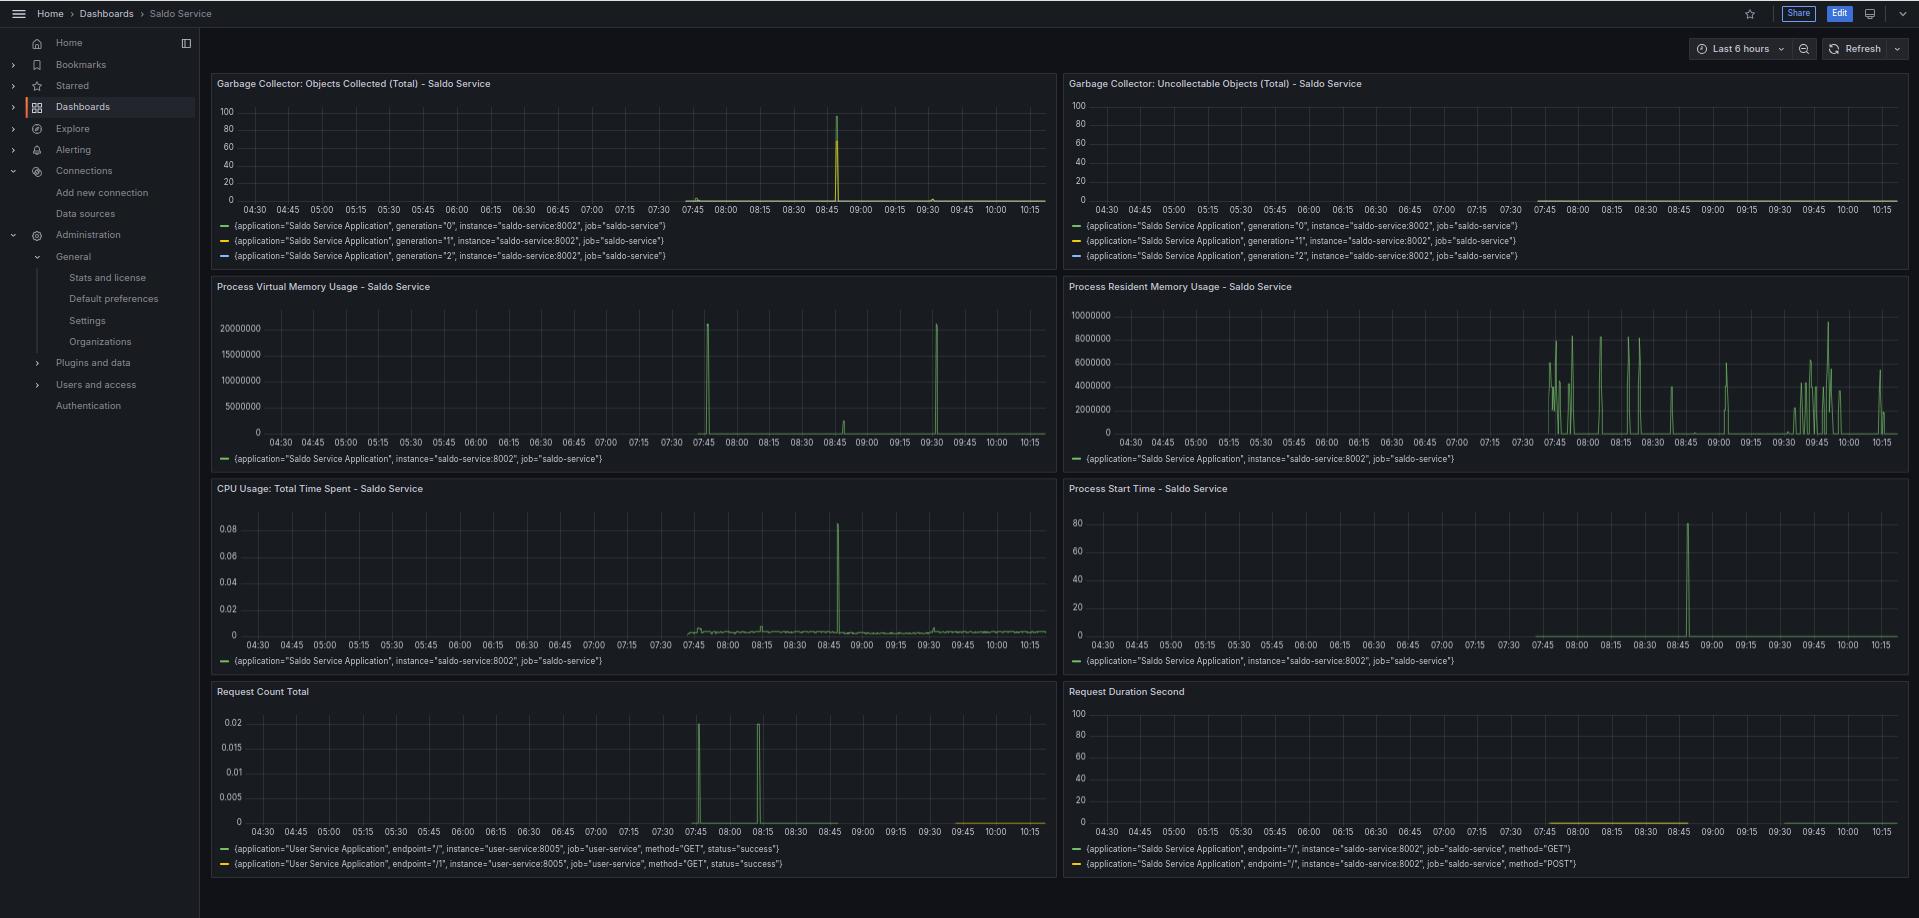 Home › Dashboards › Saldo Service
Share
Edit
Home
Bookmarks
Starred
Dashboards
Explore
Alerting
Connections
Add new connection
Data sources
Administration
General
Stats and license
Default preferences
Settings
Organizations
Plugins and data
Users and access
Authentication
Last 6 hours
Refresh
Garbage Collector: Objects Collected (Total) - Saldo Service
100
80
60
40
20
0
04:30 04:45 05:00 05:15 05:30 05:45 06:00 06:15 06:30 06:45 07:00 07:15 07:30 07:45 08:00 08:15 08:30 08:45 09:00 09:15 09:30 09:45 10:00 10:15
{application="Saldo Service Application", generation="0", instance="saldo-service:8002", job="saldo-service"}
{application="Saldo Service Application", generation="1", instance="saldo-service:8002", job="saldo-service"}
{application="Saldo Service Application", generation="2", instance="saldo-service:8002", job="saldo-service"}
Garbage Collector: Uncollectable Objects (Total) - Saldo Service
100
80
60
40
20
0
04:30 04:45 05:00 05:15 05:30 05:45 06:00 06:15 06:30 06:45 07:00 07:15 07:30 07:45 08:00 08:15 08:30 08:45 09:00 09:15 09:30 09:45 10:00 10:15
{application="Saldo Service Application", generation="0", instance="saldo-service:8002", job="saldo-service"}
{application="Saldo Service Application", generation="1", instance="saldo-service:8002", job="saldo-service"}
{application="Saldo Service Application", generation="2", instance="saldo-service:8002", job="saldo-service"}
Process Virtual Memory Usage - Saldo Service
20000000
15000000
10000000
5000000
0
04:30 04:45 05:00 05:15 05:30 05:45 06:00 06:15 06:30 06:45 07:00 07:15 07:30 07:45 08:00 08:15 08:30 08:45 09:00 09:15 09:30 09:45 10:00 10:15
{application="Saldo Service Application", instance="saldo-service:8002", job="saldo-service"}
Process Resident Memory Usage - Saldo Service
10000000
8000000
6000000
4000000
2000000
0
04:30 04:45 05:00 05:15 05:30 05:45 06:00 06:15 06:30 06:45 07:00 07:15 07:30 07:45 08:00 08:15 08:30 08:45 09:00 09:15 09:30 09:45 10:00 10:15
{application="Saldo Service Application", instance="saldo-service:8002", job="saldo-service"}
CPU Usage: Total Time Spent - Saldo Service
0.08
0.06
0.04
0.02
0
04:30 04:45 05:00 05:15 05:30 05:45 06:00 06:15 06:30 06:45 07:00 07:15 07:30 07:45 08:00 08:15 08:30 08:45 09:00 09:15 09:30 09:45 10:00 10:15
{application="Saldo Service Application", instance="saldo-service:8002", job="saldo-service"}
Process Start Time - Saldo Service
80
60
40
20
0
04:30 04:45 05:00 05:15 05:30 05:45 06:00 06:15 06:30 06:45 07:00 07:15 07:30 07:45 08:00 08:15 08:30 08:45 09:00 09:15 09:30 09:45 10:00 10:15
{application="Saldo Service Application", instance="saldo-service:8002", job="saldo-service"}
Request Count Total
0.02
0.015
0.01
0.005
0
04:30 04:45 05:00 05:15 05:30 05:45 06:00 06:15 06:30 06:45 07:00 07:15 07:30 07:45 08:00 08:15 08:30 08:45 09:00 09:15 09:30 09:45 10:00 10:15
{application="User Service Application", endpoint="/", instance="user-service:8005", job="user-service", method="GET", status="success"}
{application="User Service Application", endpoint="/1", instance="user-service:8005", job="user-service", method="GET", status="success"}
Request Duration Second
100
80
60
40
20
0
04:30 04:45 05:00 05:15 05:30 05:45 06:00 06:15 06:30 06:45 07:00 07:15 07:30 07:45 08:00 08:15 08:30 08:45 09:00 09:15 09:30 09:45 10:00 10:15
{application="Saldo Service Application", endpoint="/", instance="saldo-service:8002", job="saldo-service", method="GET"}
{application="Saldo Service Application", endpoint="/", instance="saldo-service:8002", job="saldo-service", method="POST"}